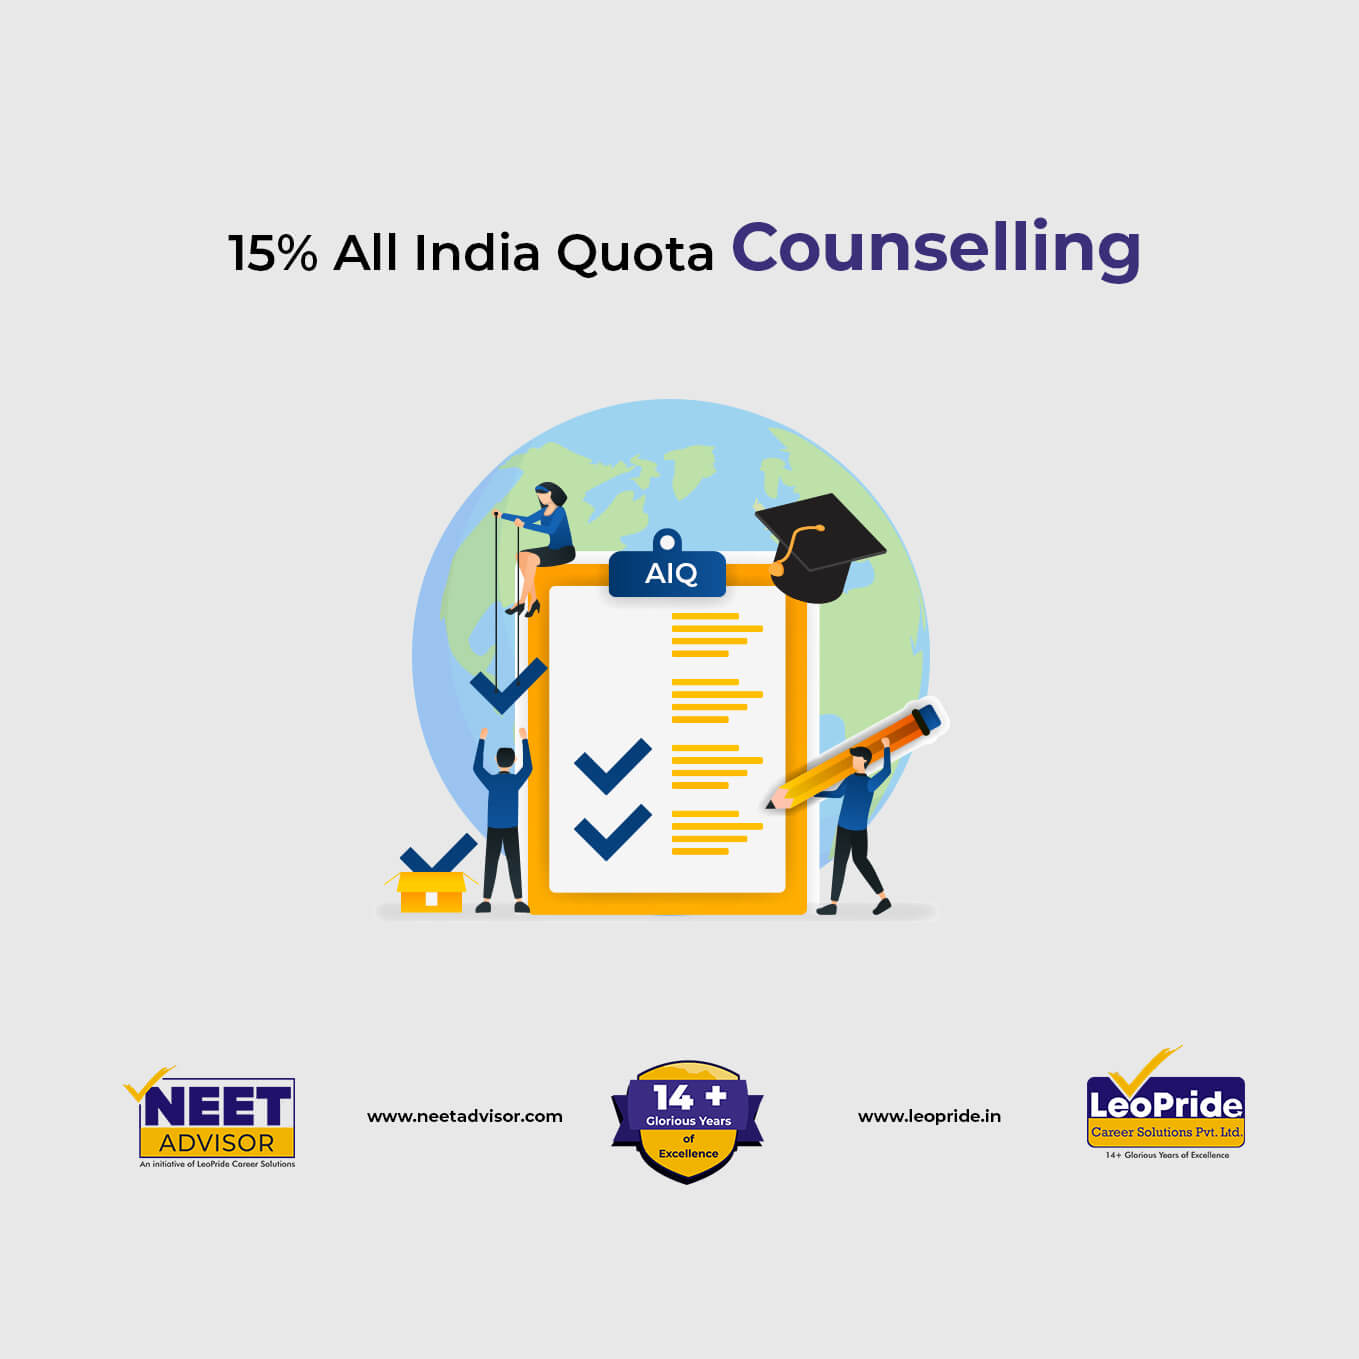 15% All India Quota Counselling
AIQ
NEET
ADVISOR
An initiative of LeoPride Career Solutions
www.neetadvisor.com
14 +
Glorious Years
of
Excellence
www.leopride.in
LeoPride
Career Solutions Pvt. Ltd.
14+ Glorious Years of Excellence